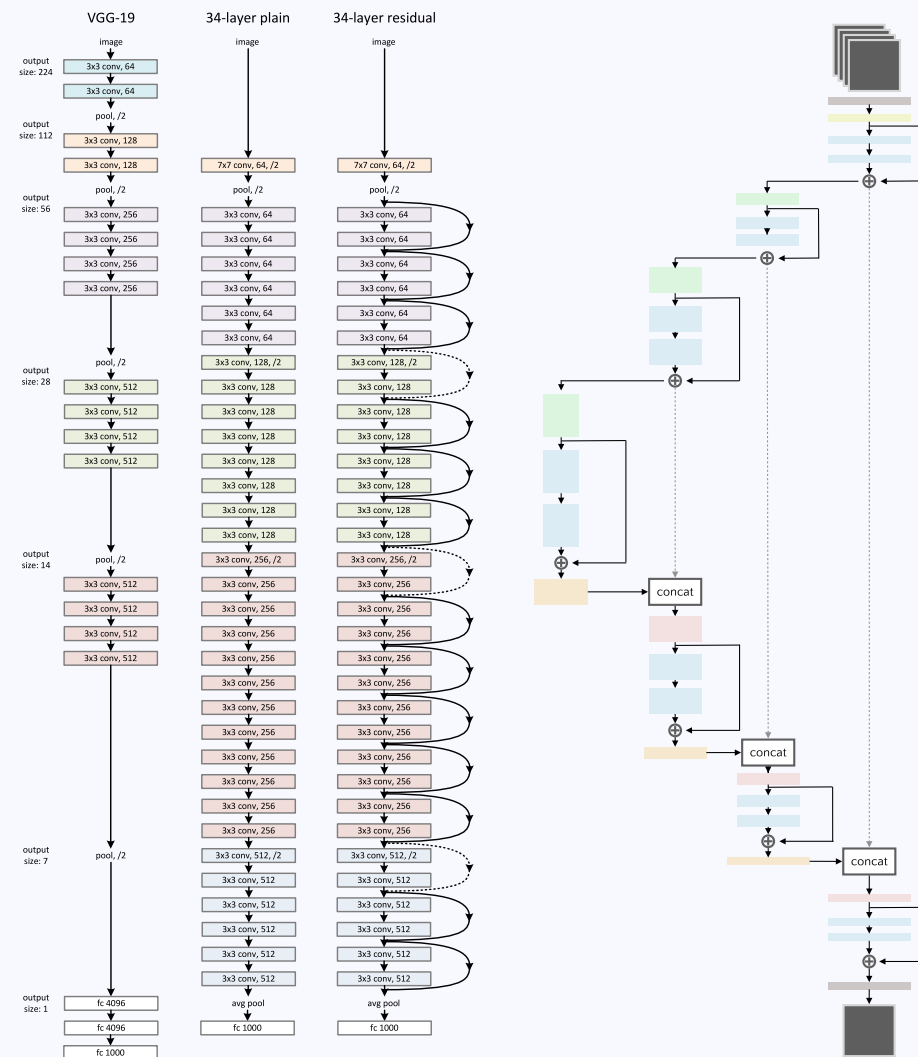 VGG-19
34-layer plain
34-layer residual
image
output
size: 224
3x3 conv, 64
3x3 conv, 64
pool, /2
output
size: 112
3x3 conv, 128
3x3 conv, 128
pool, /2
output
size: 56
3x3 conv, 256
3x3 conv, 256
3x3 conv, 256
3x3 conv, 256
pool, /2
output
size: 28
3x3 conv, 512
3x3 conv, 512
3x3 conv, 512
3x3 conv, 512
pool, /2
output
size: 14
3x3 conv, 512
3x3 conv, 512
3x3 conv, 512
3x3 conv, 512
output
size: 7
pool, /2
output
size: 1
fc 4096
fc 4096
fc 1000
image
7x7 conv, 64, /2
pool, /2
3x3 conv, 64
3x3 conv, 64
3x3 conv, 64
3x3 conv, 64
3x3 conv, 64
3x3 conv, 64
3x3 conv, 128, /2
3x3 conv, 128
3x3 conv, 128
3x3 conv, 128
3x3 conv, 128
3x3 conv, 128
3x3 conv, 128
3x3 conv, 128
3x3 conv, 256, /2
3x3 conv, 256
3x3 conv, 256
3x3 conv, 256
3x3 conv, 256
3x3 conv, 256
3x3 conv, 256
3x3 conv, 256
3x3 conv, 256
3x3 conv, 256
3x3 conv, 256
3x3 conv, 256
3x3 conv, 512, /2
3x3 conv, 512
3x3 conv, 512
3x3 conv, 512
3x3 conv, 512
3x3 conv, 512
avg pool
fc 1000
image
7x7 conv, 64, /2
pool, /2
3x3 conv, 64
3x3 conv, 64
3x3 conv, 64
3x3 conv, 64
3x3 conv, 64
3x3 conv, 64
3x3 conv, 128, /2
3x3 conv, 128
3x3 conv, 128
3x3 conv, 128
3x3 conv, 128
3x3 conv, 128
3x3 conv, 128
3x3 conv, 128
3x3 conv, 256, /2
3x3 conv, 256
3x3 conv, 256
3x3 conv, 256
3x3 conv, 256
3x3 conv, 256
3x3 conv, 256
3x3 conv, 256
3x3 conv, 256
3x3 conv, 256
3x3 conv, 256
3x3 conv, 256
3x3 conv, 512, /2
3x3 conv, 512
3x3 conv, 512
3x3 conv, 512
3x3 conv, 512
3x3 conv, 512
avg pool
fc 1000
concat
concat
concat